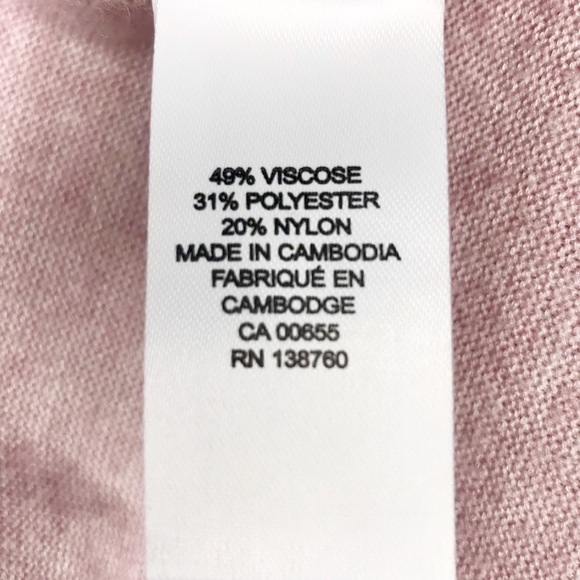 49% VISCOSE
31% POLYESTER
20% NYLON
MADE IN CAMBODIA
FABRIQUÉ EN
CAMBODGE
CA 00655
RN 138760